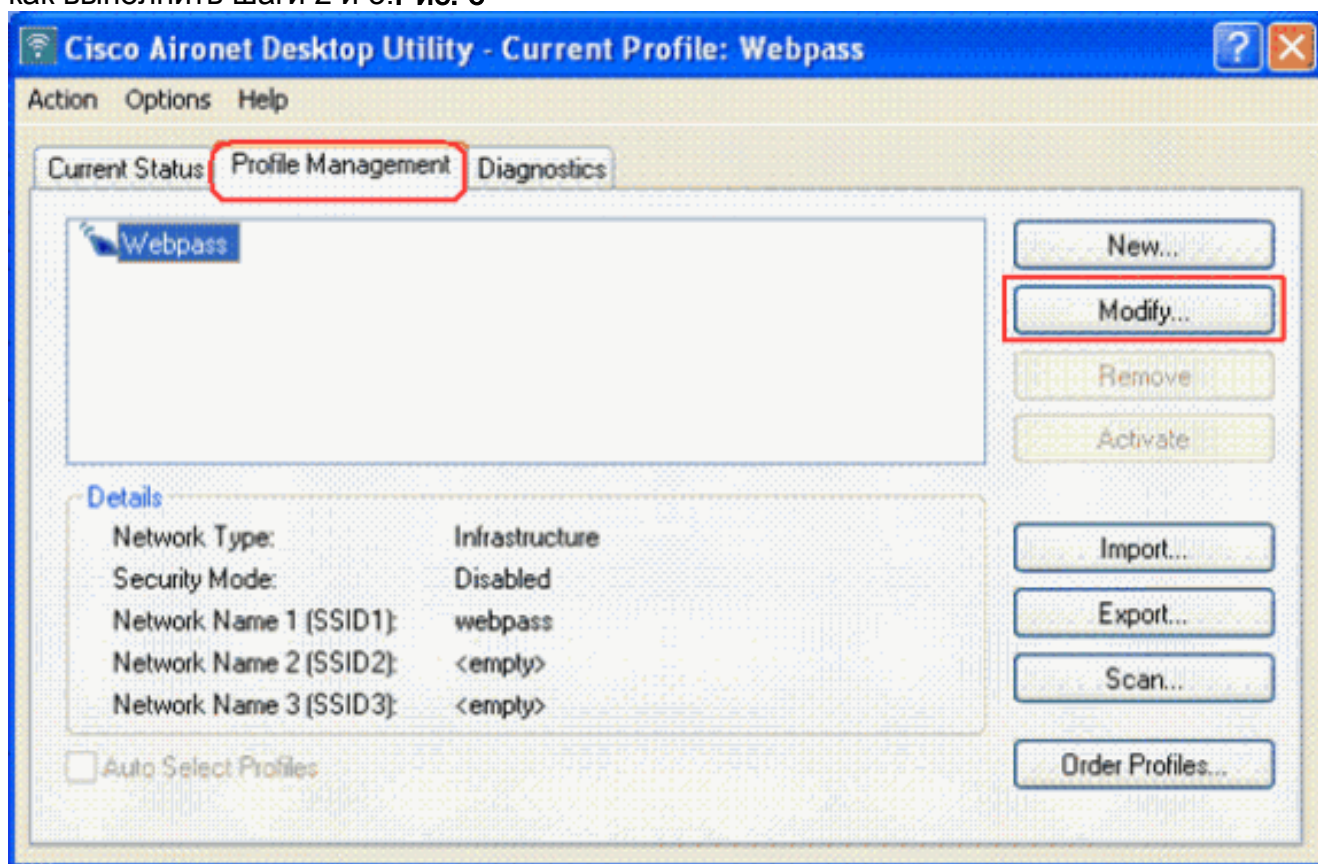 Cisco Aironet Desktop Utility - Current Profile: Webpass
Action Options Help
Current Status Profile Management Diagnostics
Webpass
New...
Modify...
Remove
Activate
Details
Network Type: Infrastructure
Security Mode: Disabled
Network Name 1 (SSID1): webpass
Network Name 2 (SSID2): <empty>
Network Name 3 (SSID3): <empty>
Auto Select Profiles
Import...
Export...
Scan...
Order Profiles...